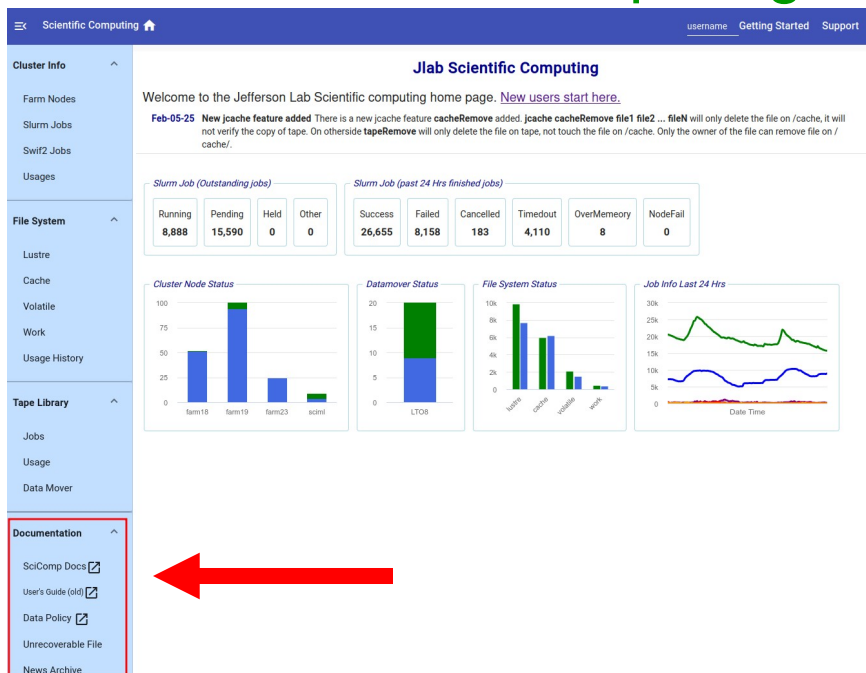 Scientific Computing
username
Getting Started
Support
Cluster Info
Farm Nodes
Slurm Jobs
Swif2 Jobs
Usages
File System
Lustre
Cache
Volatile
Work
Usage History
Tape Library
Jobs
Usage
Data Mover
Documentation
SciComp Docs
User's Guide (old)
Data Policy
Unrecoverable File
News Archive
Jlab Scientific Computing
Welcome to the Jefferson Lab Scientific computing home page. New users start here.
Feb-05-25 New jcache feature added There is a new jcache feature cacheRemove added. jcache cacheRemove file1 file2 ... fileN will only delete the file on /cache, it will
not verify the copy of tape. On otherside tapeRemove will only delete the file on tape, not touch the file on /cache. Only the owner of the file can remove file on /
cache/.
Slurm Job (Outstanding jobs)
Running Pending Held Other
8,888 15,590 0 0
Slurm Job (past 24 Hrs finished jobs)
Success Failed Cancelled Timedout OverMemeory NodeFail
26,655 8,158 183 4,110 8 0
Cluster Node Status
100
75
50
25
0
farm18 farm19 farm23 sciml
Datamover Status
20
15
10
5
0
LTO8
File System Status
10k
8k
6k
4k
2k
0
lustre cache volatile work
Job Info Last 24 Hrs
30k
25k
20k
15k
10k
5k
0
Date Time